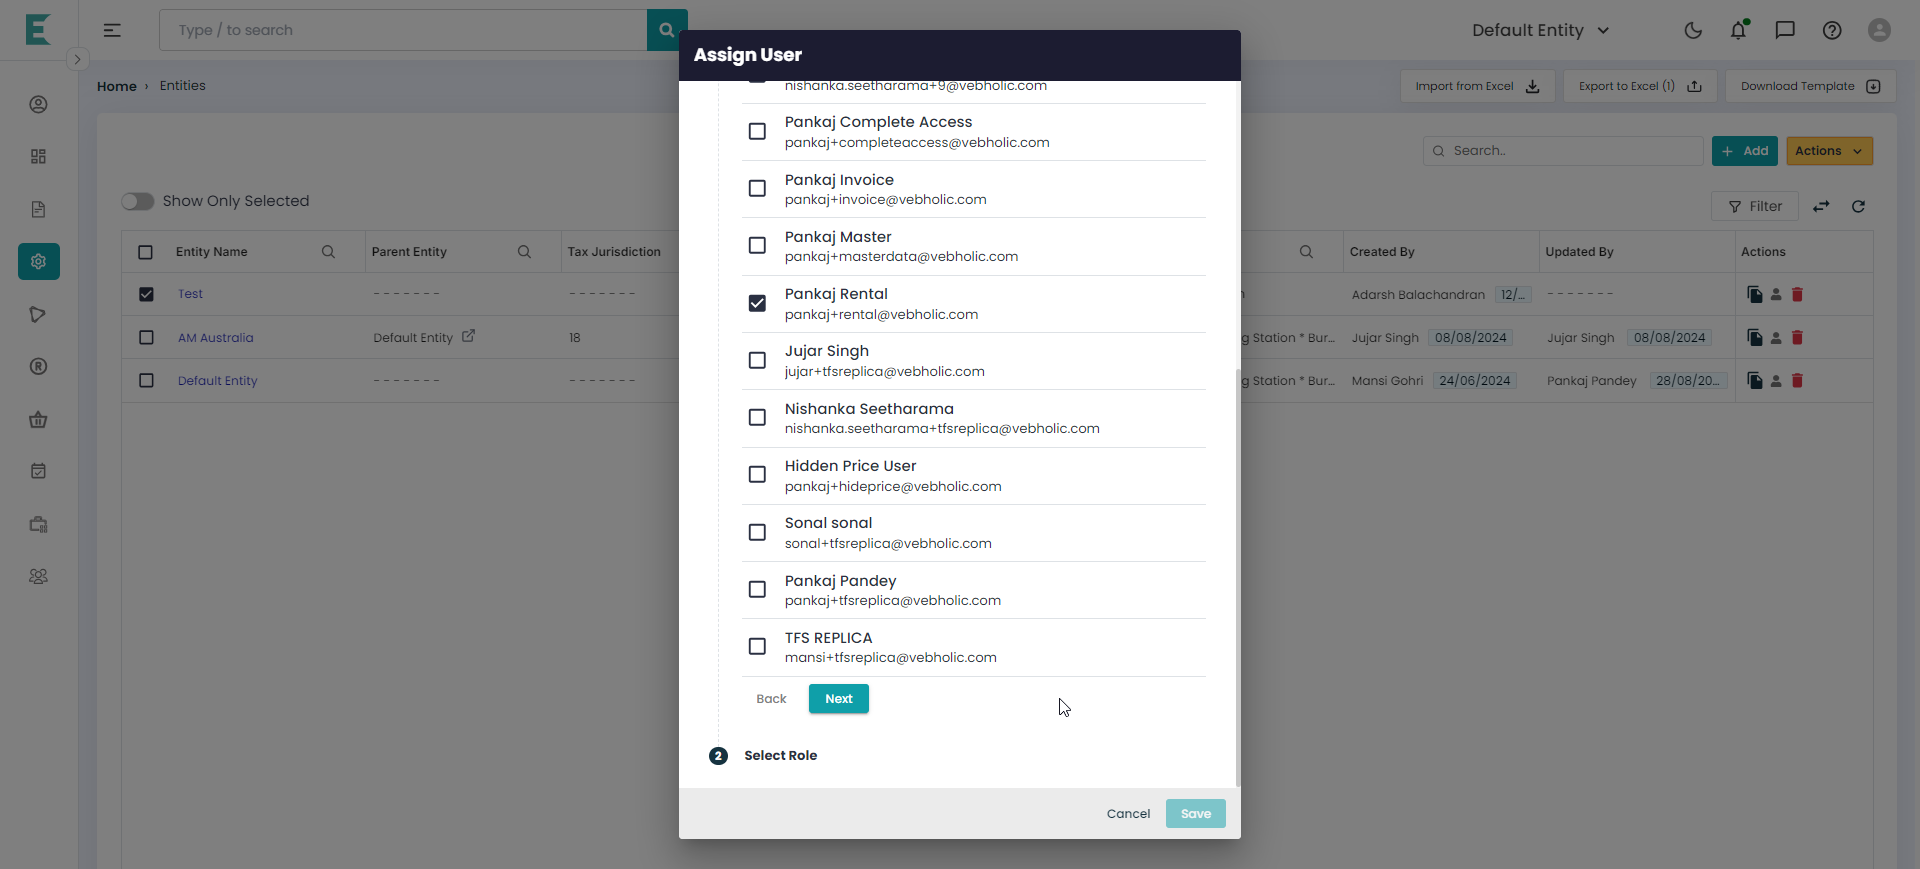 Type / to search
Default Entity
Home › Entities
Import from Excel
Export to Excel (1)
Download Template
Search..
+ Add
Actions
Show Only Selected
Filter
Entity Name
Parent Entity
Tax Jurisdiction
Created By
Updated By
Actions
Test
- - - - - - -
- - - - - - -
Adarsh Balachandran
12/...
- - - - - - -
AM Australia
Default Entity
18
g Station * Bur...
Jujar Singh
08/08/2024
Jujar Singh
08/08/2024
Default Entity
- - - - - - -
- - - - - - -
g Station * Bur...
Mansi Gohri
24/06/2024
Pankaj Pandey
28/08/20...
Assign User
nishanka.seetharama+9@vebholic.com
Pankaj Complete Access
pankaj+completeaccess@vebholic.com
Pankaj Invoice
pankaj+invoice@vebholic.com
Pankaj Master
pankaj+masterdata@vebholic.com
Pankaj Rental
pankaj+rental@vebholic.com
Jujar Singh
jujar+tfsreplica@vebholic.com
Nishanka Seetharama
nishanka.seetharama+tfsreplica@vebholic.com
Hidden Price User
pankaj+hideprice@vebholic.com
Sonal sonal
sonal+tfsreplica@vebholic.com
Pankaj Pandey
pankaj+tfsreplica@vebholic.com
TFS REPLICA
mansi+tfsreplica@vebholic.com
Back
Next
2 Select Role
Cancel
Save